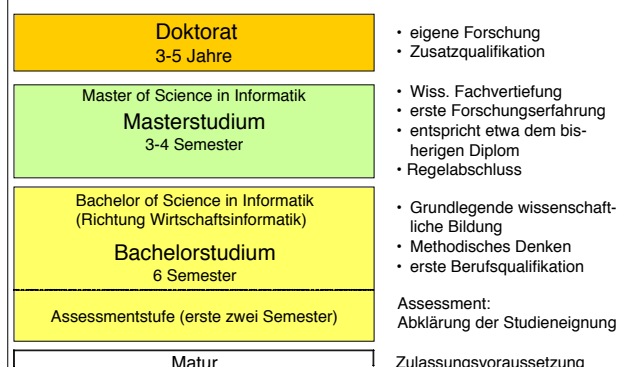 Doktorat
3-5 Jahre
• eigene Forschung
• Zusatzqualifikation
Master of Science in Informatik
Masterstudium
3-4 Semester
• Wiss. Fachvertiefung
• erste Forschungserfahrung
• entspricht etwa dem bis-
herigen Diplom
• Regelabschluss
Bachelor of Science in Informatik
(Richtung Wirtschaftsinformatik)
Bachelorstudium
6 Semester
• Grundlegende wissenschaft-
liche Bildung
• Methodisches Denken
• erste Berufsqualifikation
Assessmentstufe (erste zwei Semester)
Assessment:
Abklärung der Studieneignung
Matur
Zulassungsvoraussetzung